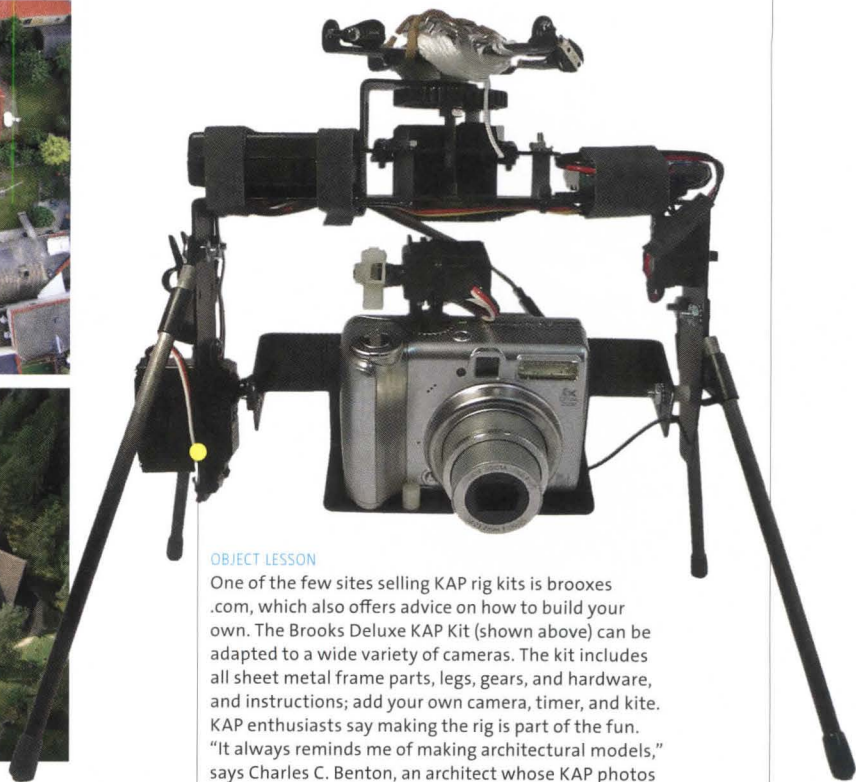 OBJECT LESSON
One of the few sites selling KAP rig kits is brooxes
.com, which also offers advice on how to build your
own. The Brooks Deluxe KAP Kit (shown above) can be
adapted to a wide variety of cameras. The kit includes
all sheet metal frame parts, legs, gears, and hardware,
and instructions; add your own camera, timer, and kite.
KAP enthusiasts say making the rig is part of the fun.
"It always reminds me of making architectural models,"
says Charles C. Benton, an architect whose KAP photos